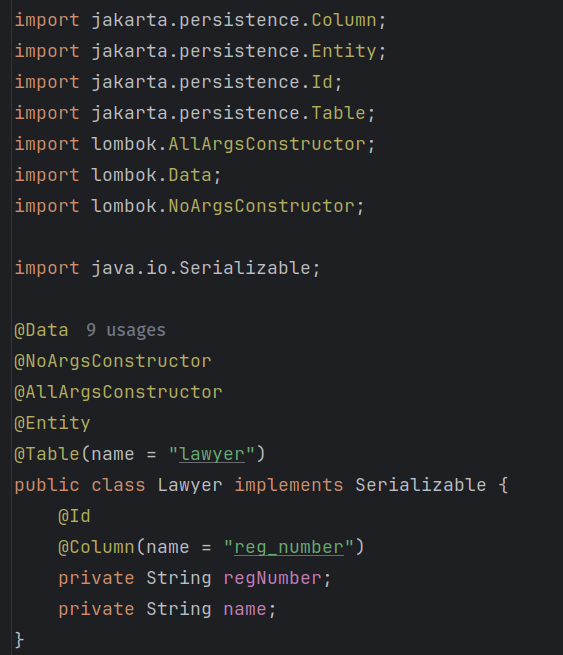 import jakarta.persistence.Column;
import jakarta.persistence.Entity;
import jakarta.persistence.Id;
import jakarta.persistence.Table;
import lombok.AllArgsConstructor;
import lombok.Data;
import lombok.NoArgsConstructor;

import java.io.Serializable;

@Data 9 usages
@NoArgsConstructor
@AllArgsConstructor
@Entity
@Table(name = "lawyer")
public class Lawyer implements Serializable {
    @Id
    @Column(name = "reg_number")
    private String regNumber;
    private String name;
}